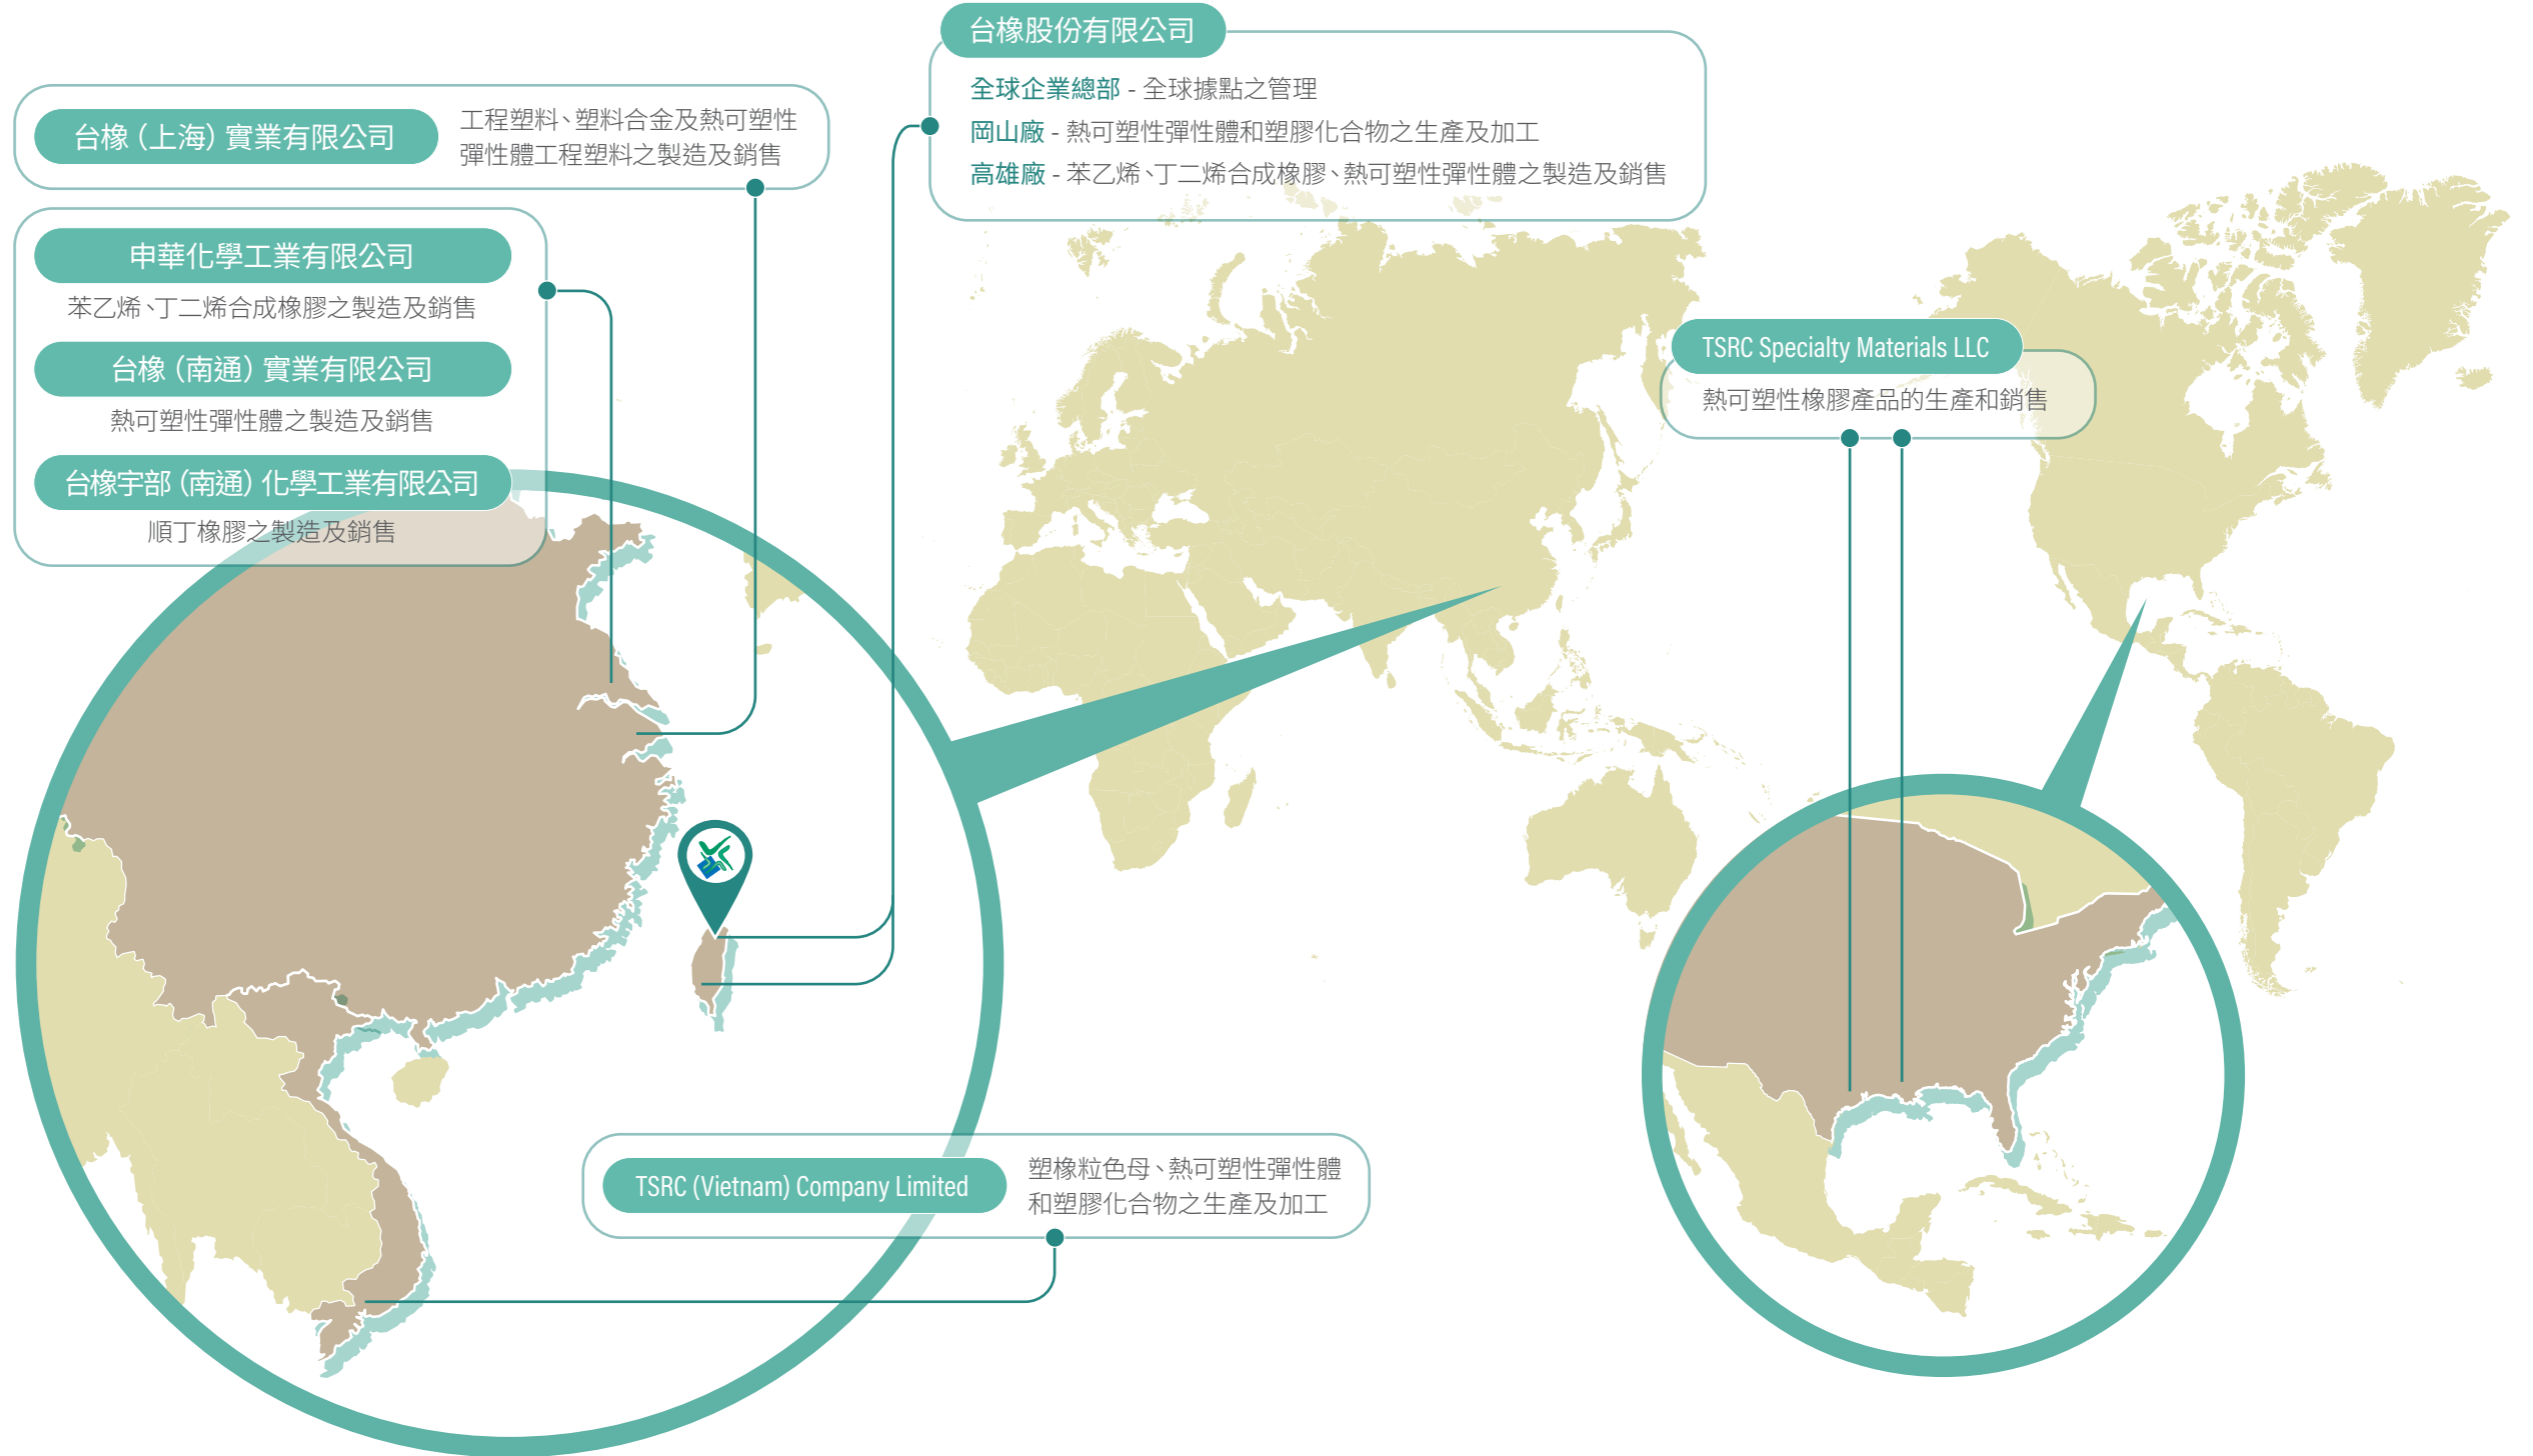 台橡股份有限公司
全球企業總部 - 全球據點之管理
岡山廠 - 熱可塑性彈性體和塑膠化合物之生產及加工
高雄廠 - 苯乙烯、丁二烯合成橡膠、熱可塑性彈性體之製造及銷售
台橡（上海）實業有限公司
工程塑料、塑料合金及熱可塑性
彈性體工程塑料之製造及銷售
申華化學工業有限公司
苯乙烯、丁二烯合成橡膠之製造及銷售
台橡（南通）實業有限公司
熱可塑性彈性體之製造及銷售
台橡宇部（南通）化學工業有限公司
順丁橡膠之製造及銷售
TSRC Specialty Materials LLC
熱可塑性橡膠產品的生產和銷售
TSRC (Vietnam) Company Limited
塑橡粒色母、熱可塑性彈性體
和塑膠化合物之生產及加工